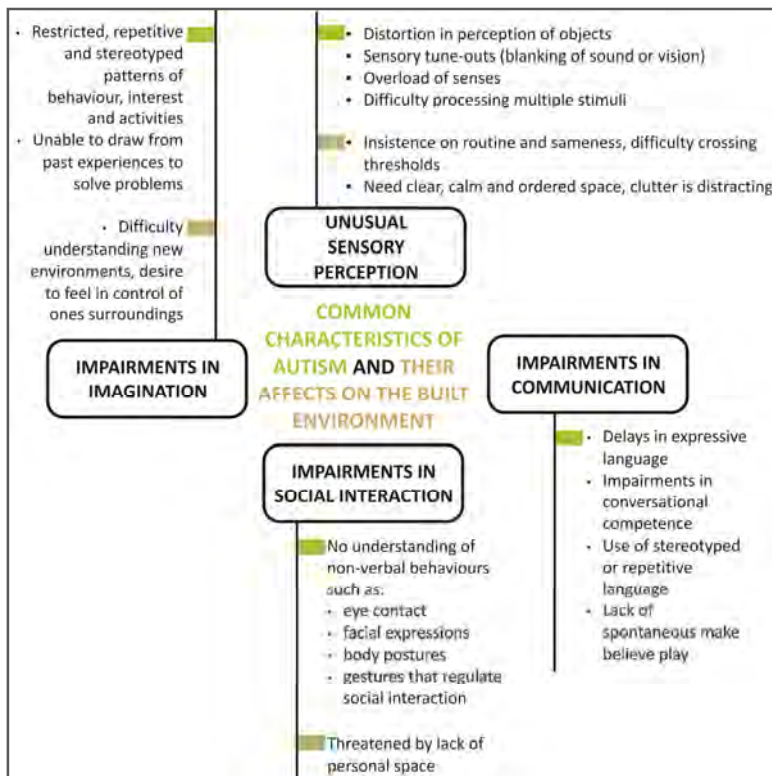 • Restricted, repetitive
and stereotyped
patterns of
behaviour, interest
and activities
• Unable to draw from
past experiences to
solve problems
• Difficulty
understanding new
environments, desire
to feel in control of
ones surroundings
IMPAIRMENTS IN
IMAGINATION
• Distortion in perception of objects
• Sensory tune-outs (blanking of sound or vision)
• Overload of senses
• Difficulty processing multiple stimuli
• Insistence on routine and sameness, difficulty crossing
thresholds
• Need clear, calm and ordered space, clutter is distracting
UNUSUAL
SENSORY
PERCEPTION
COMMON
CHARACTERISTICS OF
AUTISM AND THEIR
AFFECTS ON THE BUILT
ENVIRONMENT
IMPAIRMENTS IN
COMMUNICATION
• Delays in expressive
language
• Impairments in
conversational
competence
• Use of stereotyped
or repetitive
language
• Lack of
spontaneous make
believe play
IMPAIRMENTS IN
SOCIAL INTERACTION
No understanding of
non-verbal behaviours
such as:
• eye contact
• facial expressions
• body postures
• gestures that regulate
social interaction
Threatened by lack of
personal space